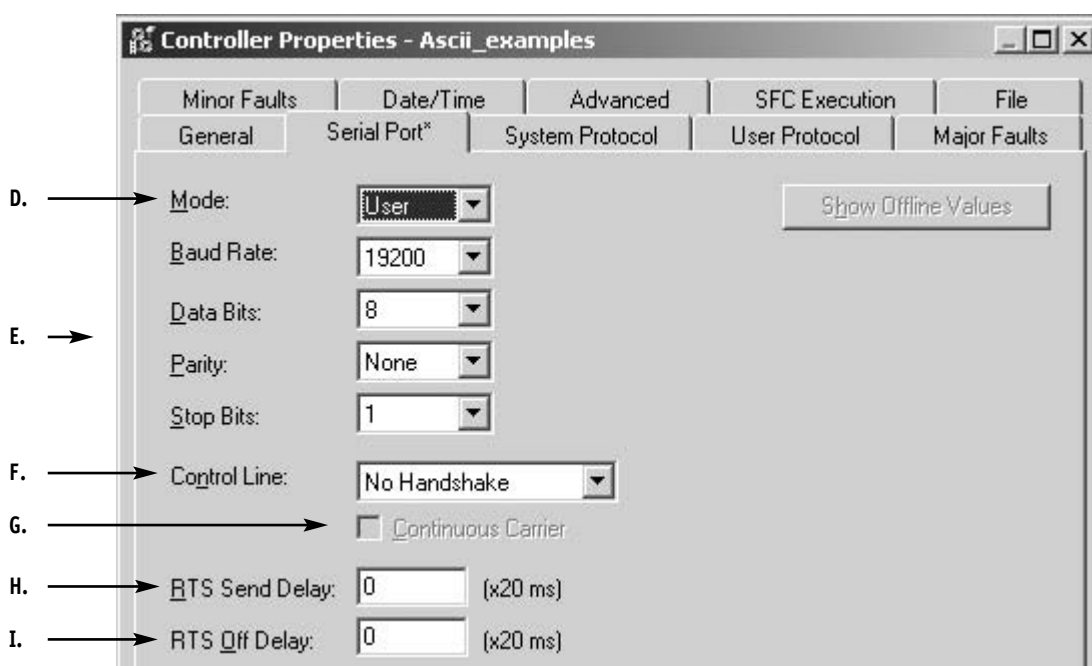 Controller Properties - Ascii_examples
Minor Faults Date/Time Advanced SFC Execution File
General Serial Port* System Protocol User Protocol Major Faults
D. Mode: User Show Offline Values
Baud Rate: 19200
Data Bits: 8
E.
Parity: None
Stop Bits: 1
F. Control Line: No Handshake
G. Continuous Carrier
H. RTS Send Delay: 0 (x20 ms)
I. RTS Off Delay: 0 (x20 ms)